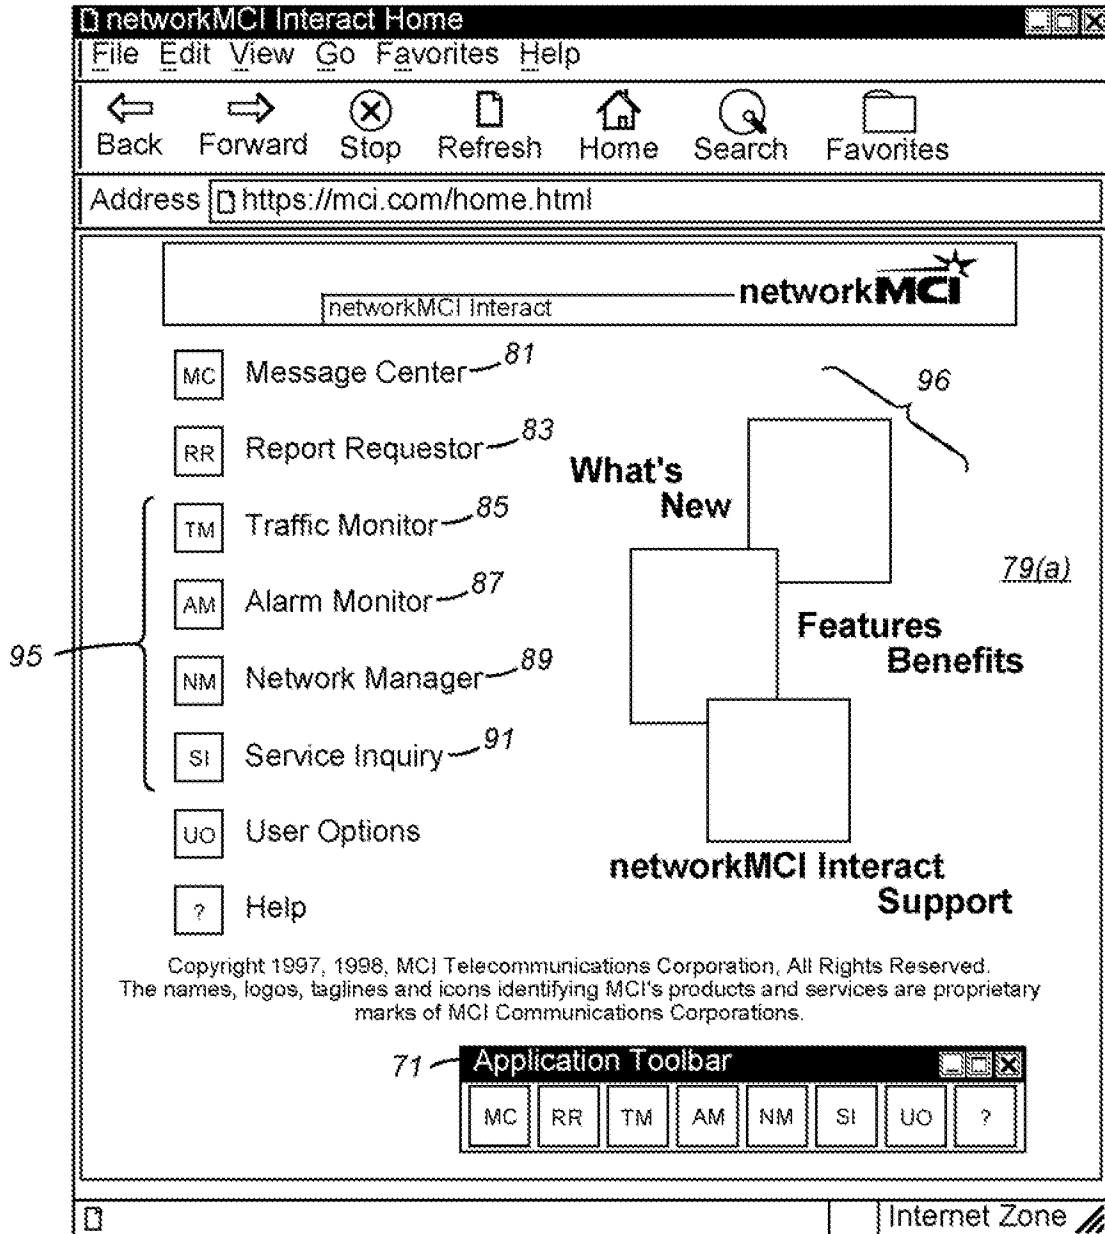 networkMCI Interact Home
File Edit View Go Favorites Help
Back Forward Stop Refresh Home Search Favorites
Address https://mci.com/home.html
networkMCI Interact
networkMCI
MC Message Center 81
RR Report Requestor 83
TM Traffic Monitor 85
AM Alarm Monitor 87
NM Network Manager 89
SI Service Inquiry 91
UO User Options
? Help
95
96
What's
New
79(a)
Features
Benefits
networkMCI Interact
Support
Copyright 1997, 1998, MCI Telecommunications Corporation, All Rights Reserved.
The names, logos, taglines and icons identifying MCI's products and services are proprietary
marks of MCI Communications Corporations.
71
Application Toolbar
MC RR TM AM NM SI UO ?
Internet Zone